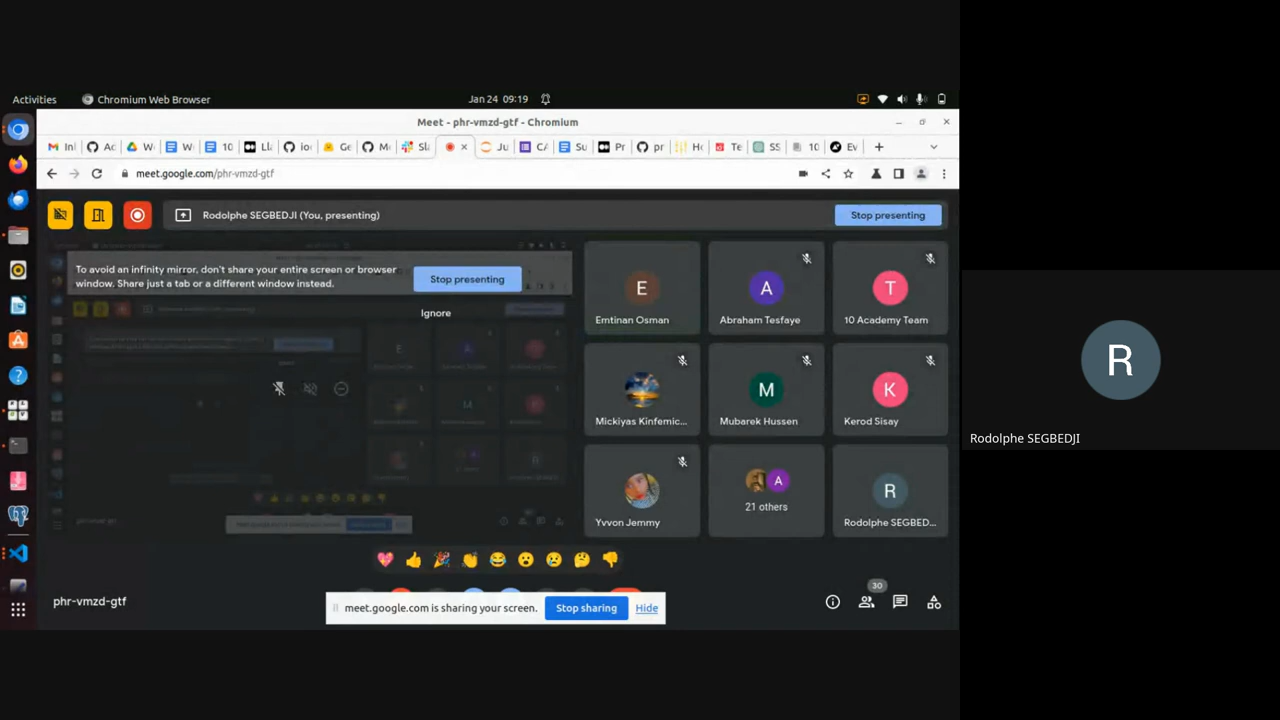 Activities
Chromium Web Browser
Jan 24 09:19
Meet - phr-vmzd-gtf - Chromium
meet.google.com/phr-vmzd-gtf
Rodolphe SEGBEDJI (You, presenting)
Stop presenting
To avoid an infinity mirror, don't share your entire screen or browser
window. Share just a tab or a different window instead.
Stop presenting
Ignore
E
Emtinan Osman
A
Abraham Tesfaye
T
10 Academy Team
Mickiyas Kinfemic...
M
Mubarek Hussen
K
Kerod Sisay
Yvvon Jemmy
A
21 others
R
Rodolphe SEGBED...
R
Rodolphe SEGBEDJI
phr-vmzd-gtf
meet.google.com is sharing your screen.
Stop sharing
Hide
30